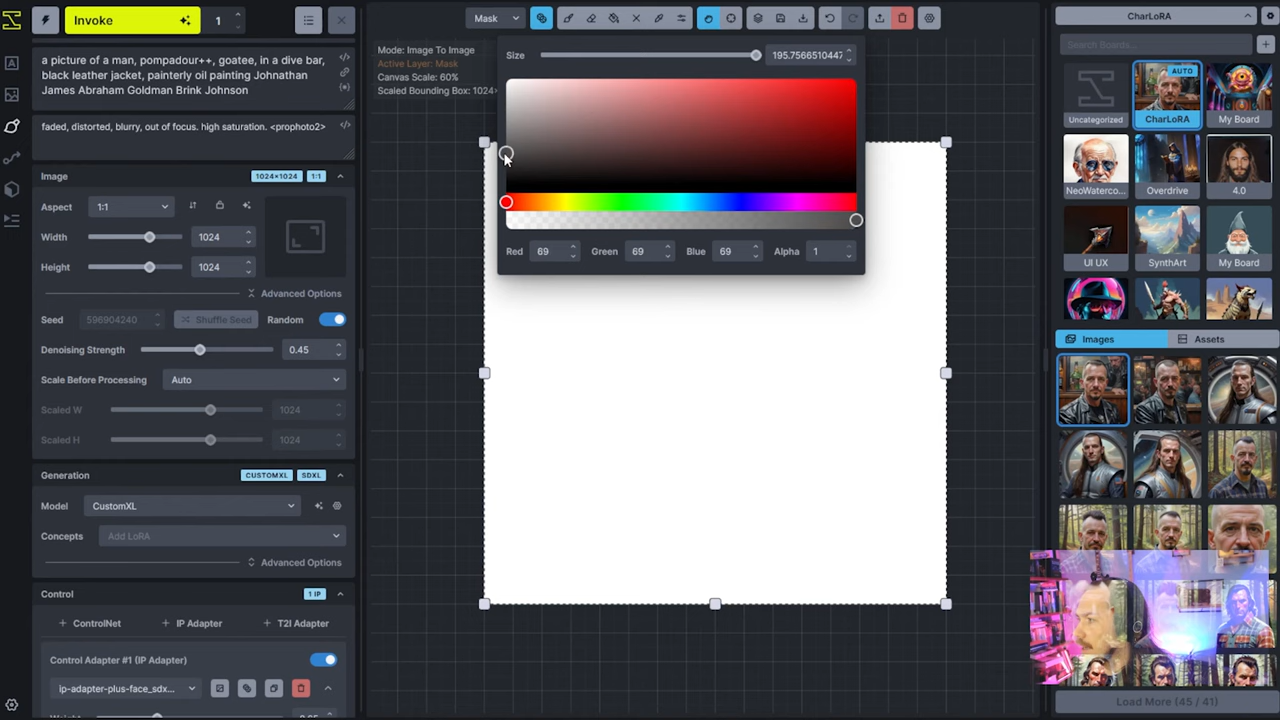 Invoke
1
a picture of a man, pompadour++, goatee, in a dive bar,
black leather jacket, painterly oil painting Johnathan
James Abraham Goldman Brink Johnson
faded, distorted, blurry, out of focus. high saturation. <prophoto2>
Image
1024×1024
1:1
Aspect
1:1
Width
1024
Height
1024
Advanced Options
Seed
596904240
Shuffle Seed
Random
Denoising Strength
0.45
Scale Before Processing
Auto
Scaled W
1024
Scaled H
1024
Generation
CUSTOMXL
SDXL
Model
CustomXL
Concepts
Add LoRA
Advanced Options
Control
1 IP
+ ControlNet
+ IP Adapter
+ T2I Adapter
Control Adapter #1 (IP Adapter)
ip-adapter-plus-face_sdx...
Mask
Mode: Image To Image
Active Layer: Mask
Canvas Scale: 60%
Scaled Bounding Box: 1024×
Size
195.7566510447
Red
69
Green
69
Blue
69
Alpha
1
CharLoRA
Search Boards...
Uncategorized
AUTO
CharLoRA
My Board
NeoWaterco...
Overdrive
4.0
UI UX
SynthArt
My Board
Images
Assets
Load More (45 / 41)